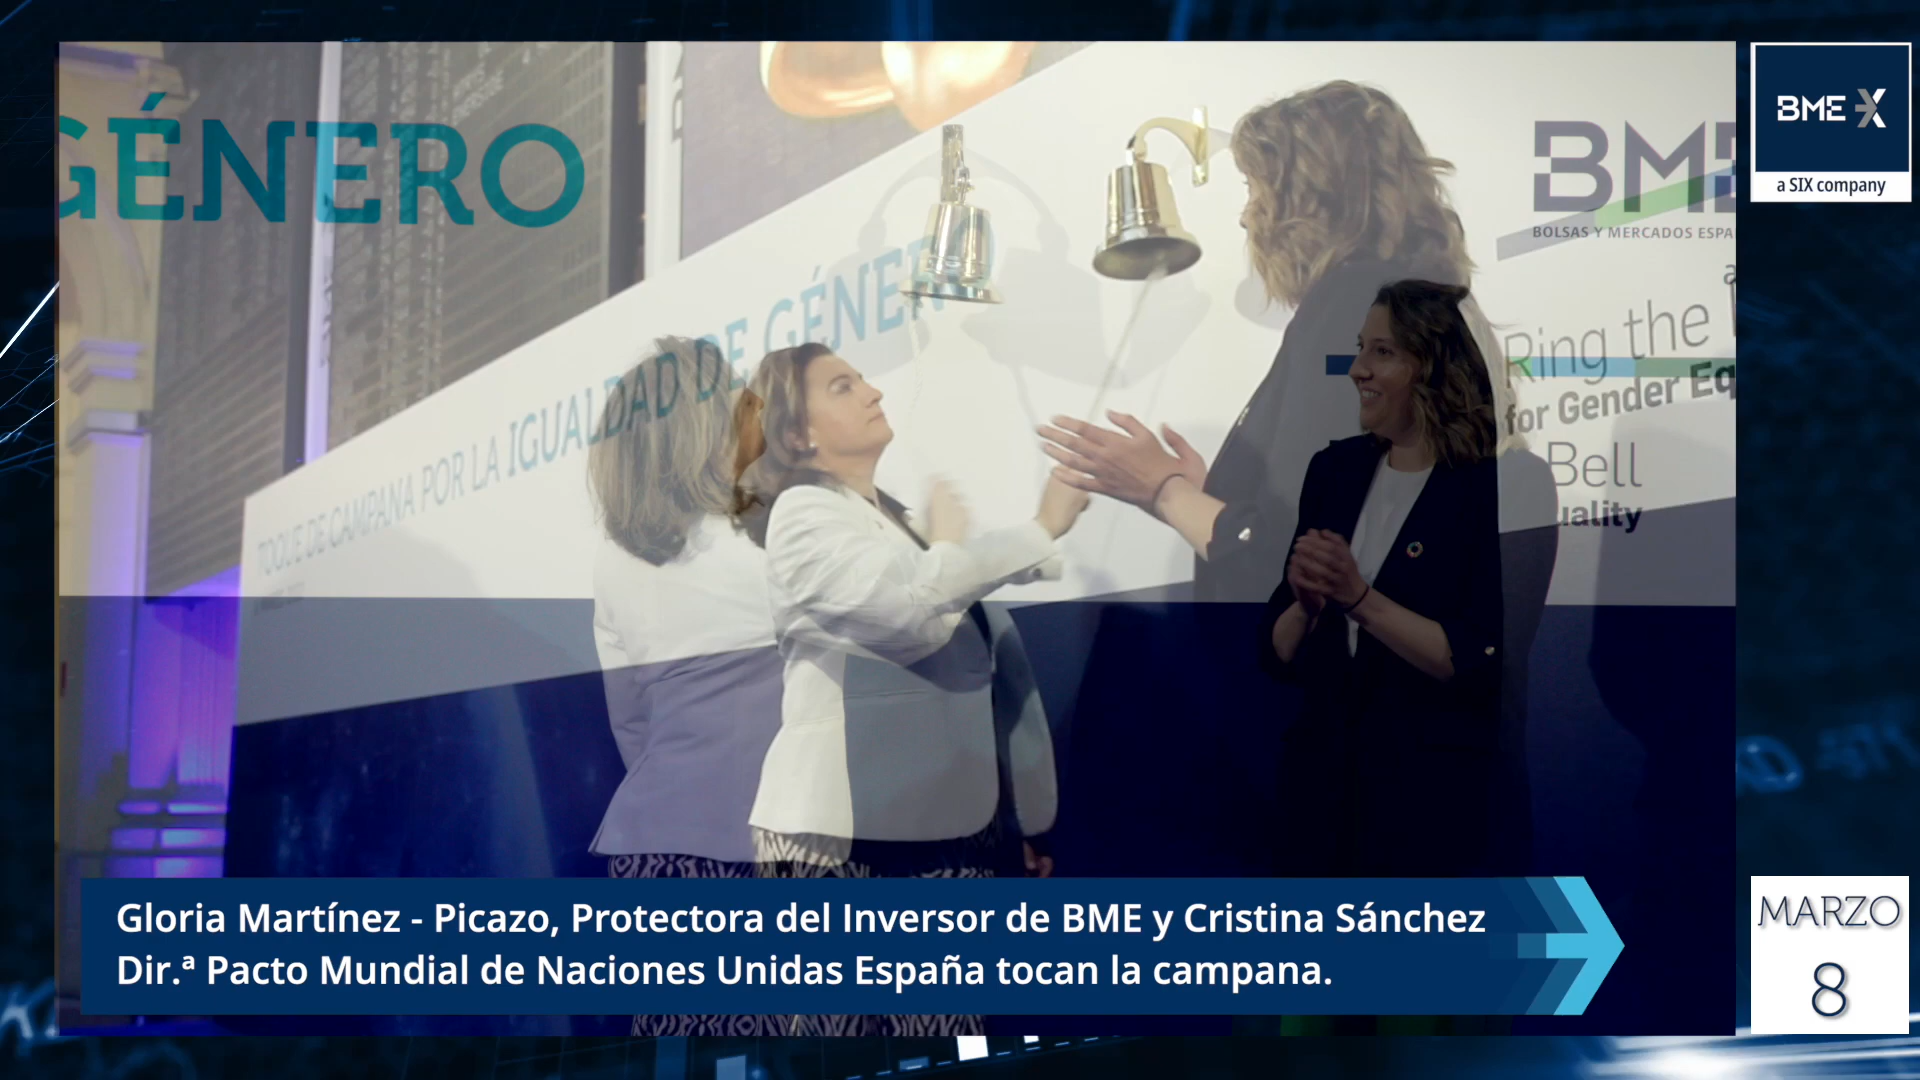 GÉNERO
TOQUE DE CAMPANA POR LA IGUALDAD DE GÉNERO
BME
BOLSAS Y MERCADOS ESPA
Ring the
for Gender Eq
Bell
uality
BME X
a SIX company
Gloria Martínez - Picazo, Protectora del Inversor de BME y Cristina Sánchez
Dir.ª Pacto Mundial de Naciones Unidas España tocan la campana.
MARZO
8